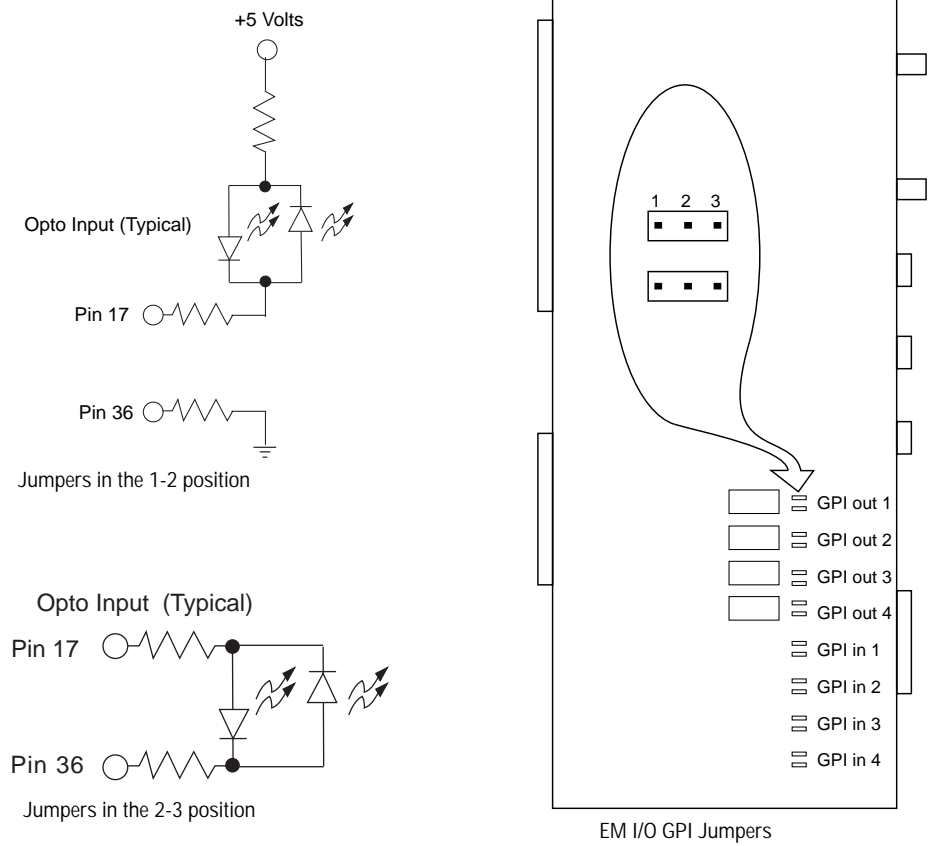 +5 Volts
Opto Input (Typical)
Pin 17
Pin 36
Jumpers in the 1-2 position
Opto Input (Typical)
Pin 17
Pin 36
Jumpers in the 2-3 position
1 2 3
GPI out 1
GPI out 2
GPI out 3
GPI out 4
GPI in 1
GPI in 2
GPI in 3
GPI in 4
EM I/O GPI Jumpers